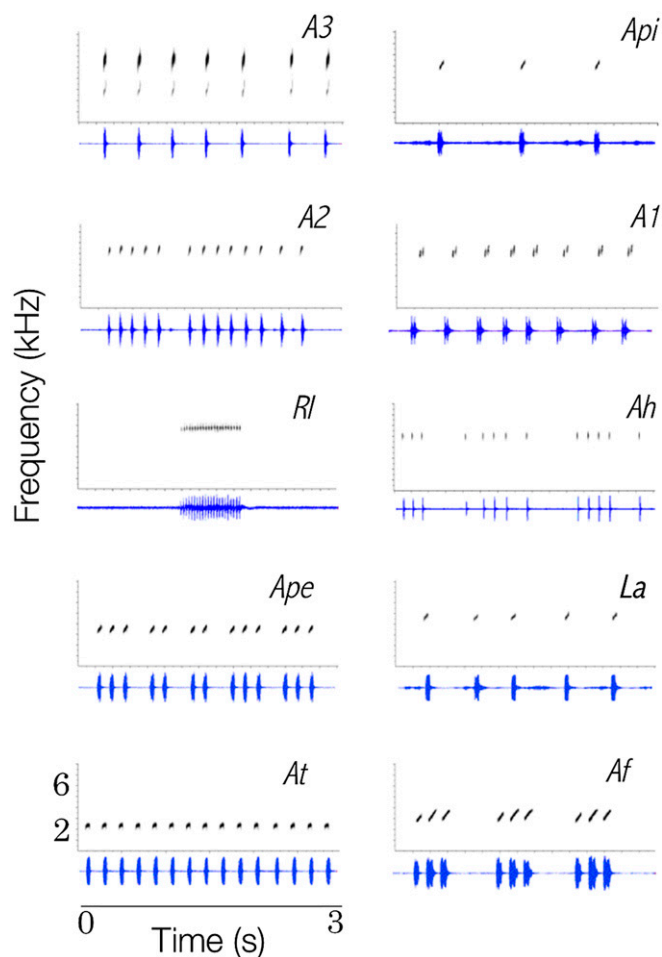 A3
Api
A2
A1
Rl
Ah
Ape
La
At
Af
Frequency (kHz)
6
2
0
3
Time (s)